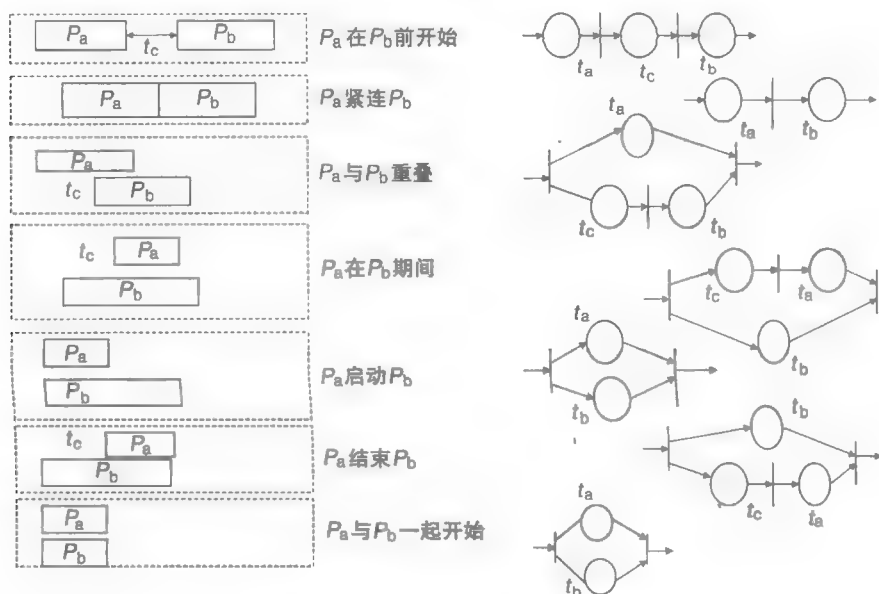 Pa Pb Pa在Pb前开始
tc
ta tc tb
Pa Pb Pa紧连Pb
ta tb
ta
Pa
tc Pb Pa与Pb重叠
tc tb
tc Pa
Pb Pa在Pb期间
tc ta
tb
ta
Pa
Pb Pa启动Pb
tb
tb
tc Pa
Pb Pa结束Pb
tc ta
ta
Pa
Pb Pa与Pb一起开始
tb